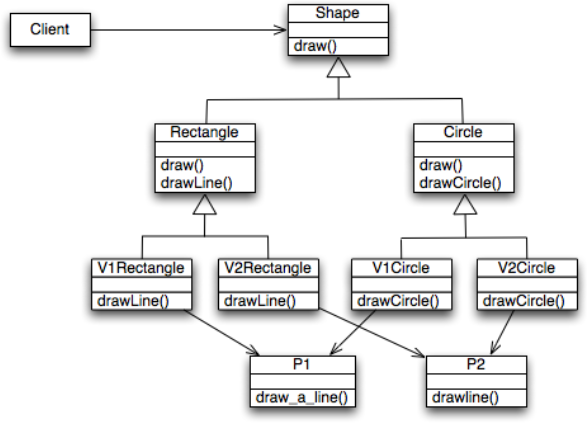 Shape
Client
draw()
Rectangle
Circle
draw()
drawLine()
draw()
drawCircle()
V1Rectangle
V2Rectangle
V1Circle
V2Circle
drawLine()
drawLine()
drawCircle()
drawCircle()
P1
P2
draw_a_line()
drawline()